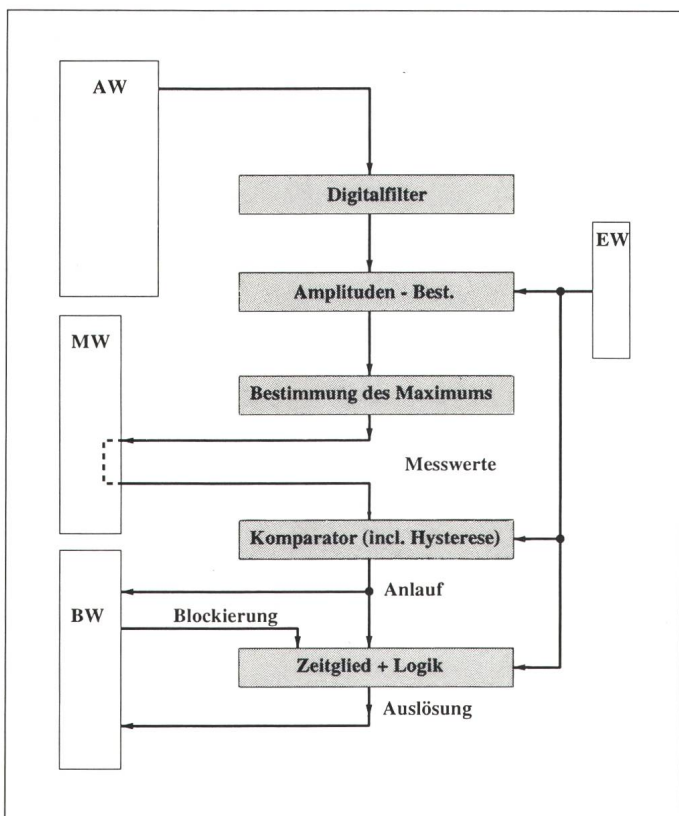 AW
Digitalfilter
EW
Amplituden - Best.
MW
Bestimmung des Maximums
Messwerte
Komparator (incl. Hysterese)
Anlauf
BW
Blockierung
Zeitglied + Logik
Auslösung